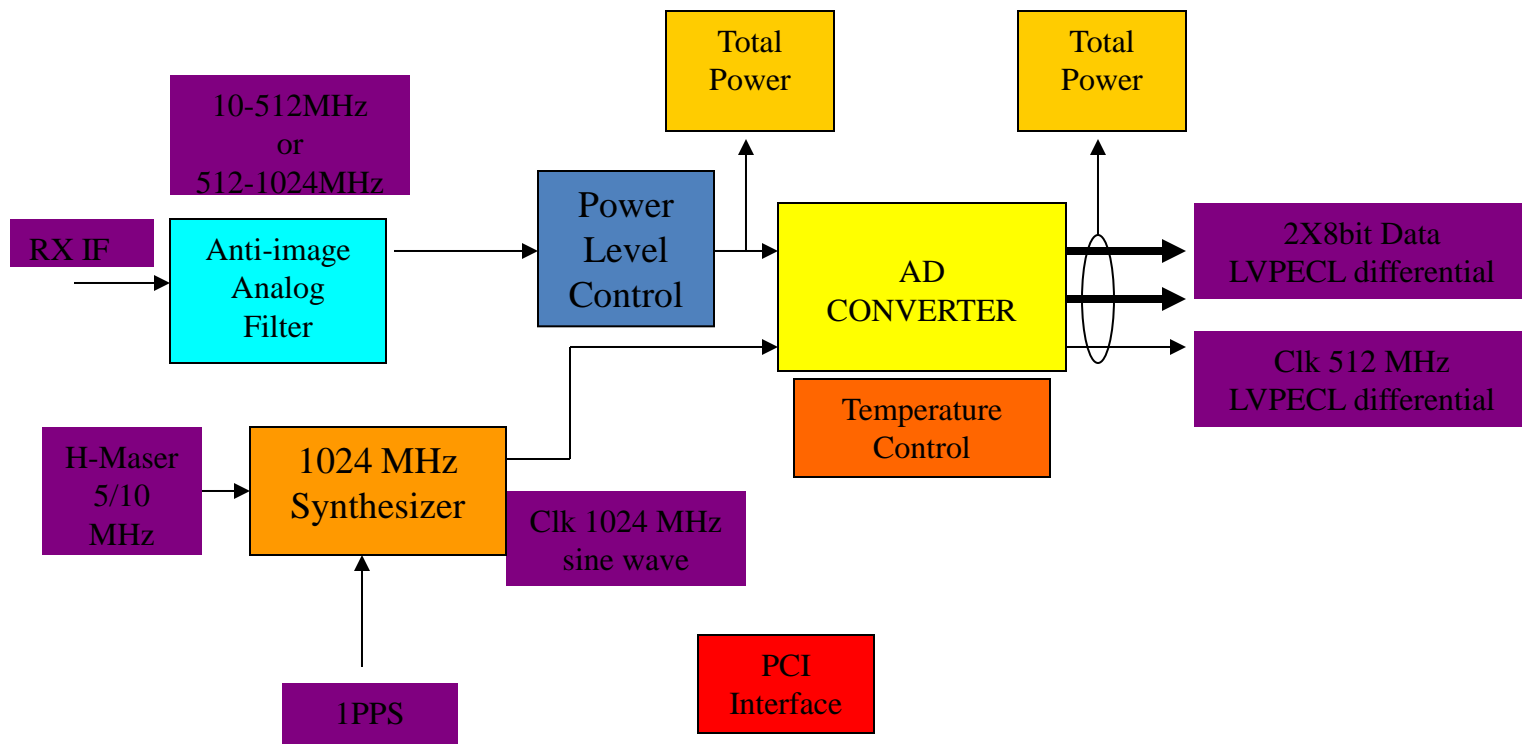 Total
Power
Total
Power
10-512MHz
or
512-1024MHz
RX IF
Anti-image
Analog
Filter
Power
Level
Control
AD
CONVERTER
2X8bit Data
LVPECL differential
Clk 512 MHz
LVPECL differential
Temperature
Control
H-Maser
5/10
MHz
1024 MHz
Synthesizer
Clk 1024 MHz
sine wave
1PPS
PCI
Interface